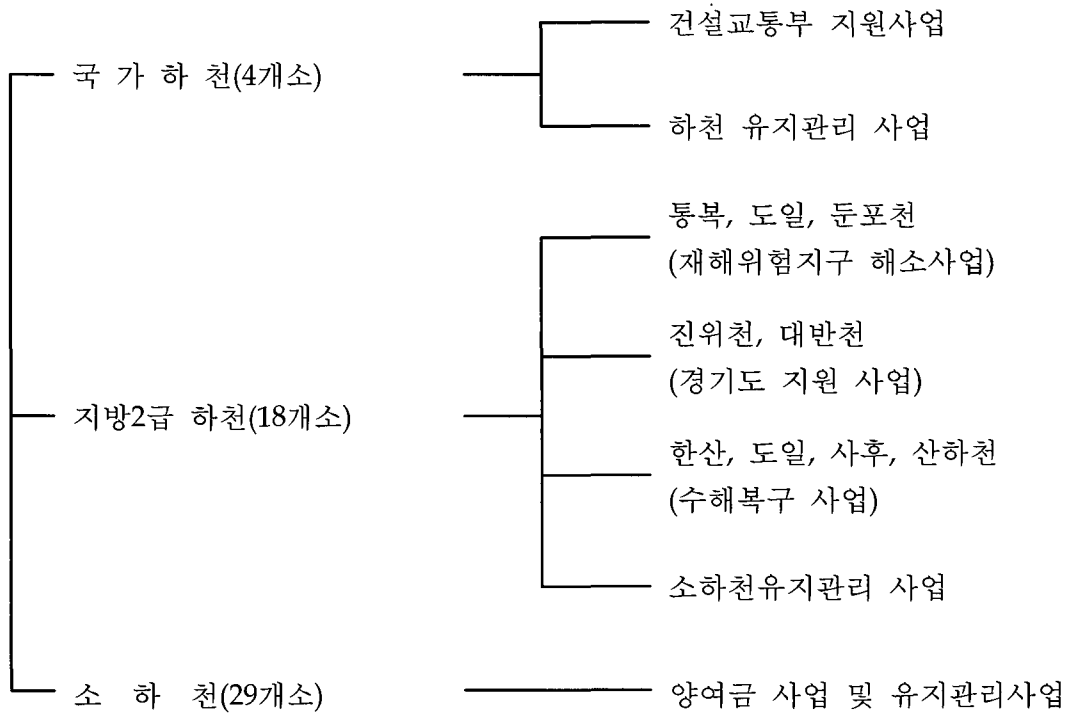 건설교통부 지원사업
국 가 하 천(4개소)
하천 유지관리 사업
통복, 도일, 둔포천
(재해위험지구 해소사업)
진위천, 대반천
(경기도 지원 사업)
지방2급 하천(18개소)
한산, 도일, 사후, 산하천
(수해복구 사업)
소하천유지관리 사업
소 하 천(29개소)
양여금 사업 및 유지관리사업